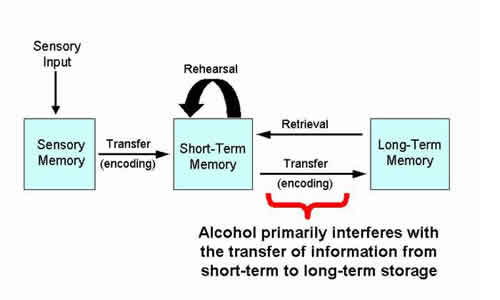 Sensory
Input
Rehearsal
Sensory
Memory
Transfer
(encoding)
Short-Term
Memory
Retrieval
Transfer
(encoding)
Long-Term
Memory
Alcohol primarily interferes with
the transfer of information from
short-term to long-term storage